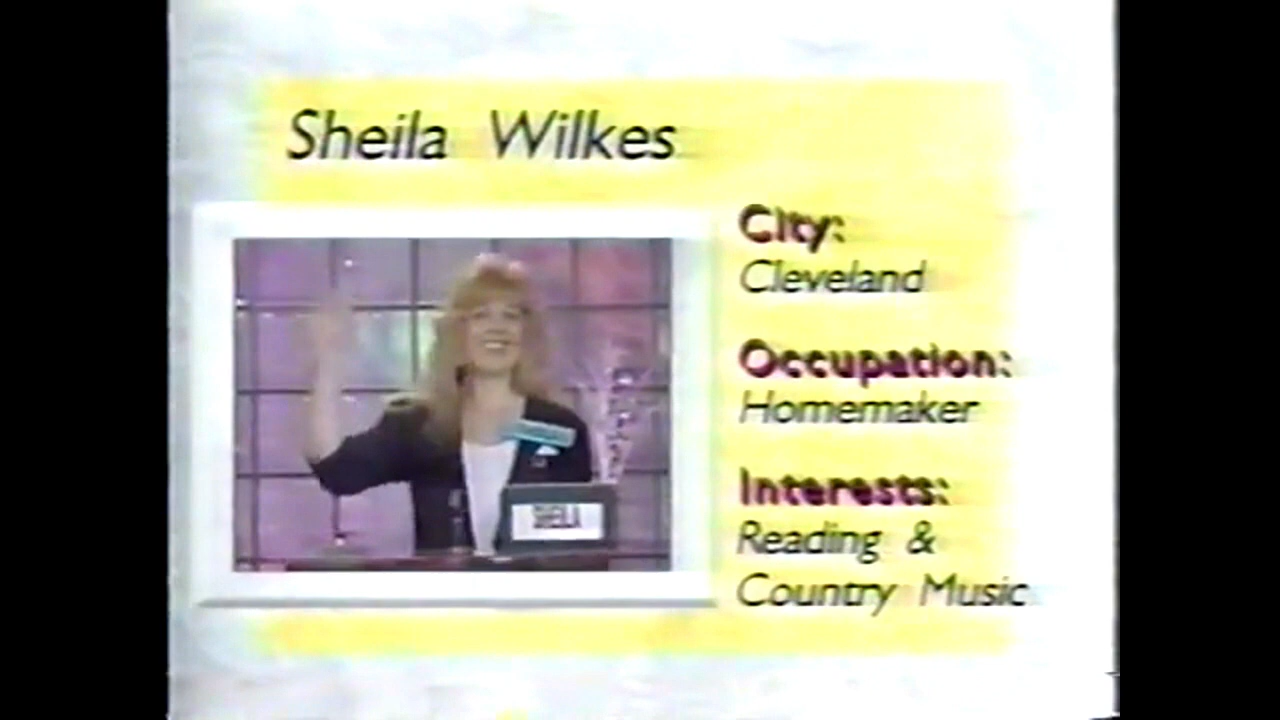 Sheila Wilkes
City:
Cleveland
Occupation:
Homemaker
Interests:
Reading &
Country Music
SHEILA